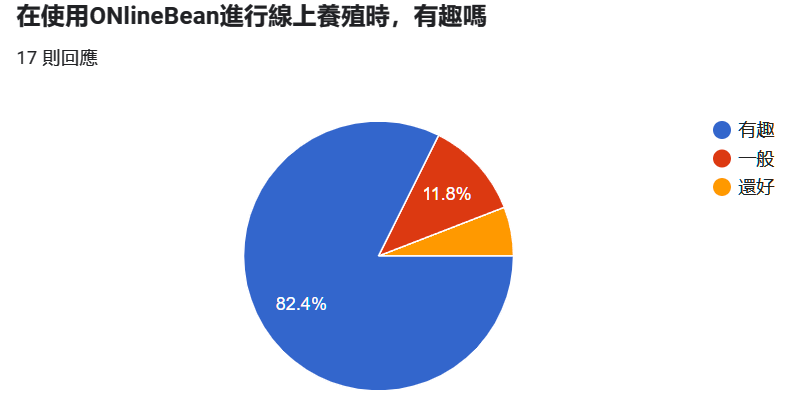 在使用ONlineBean進行線上養殖時，有趣嗎
17 則回應
有趣
一般
還好
11.8%
82.4%